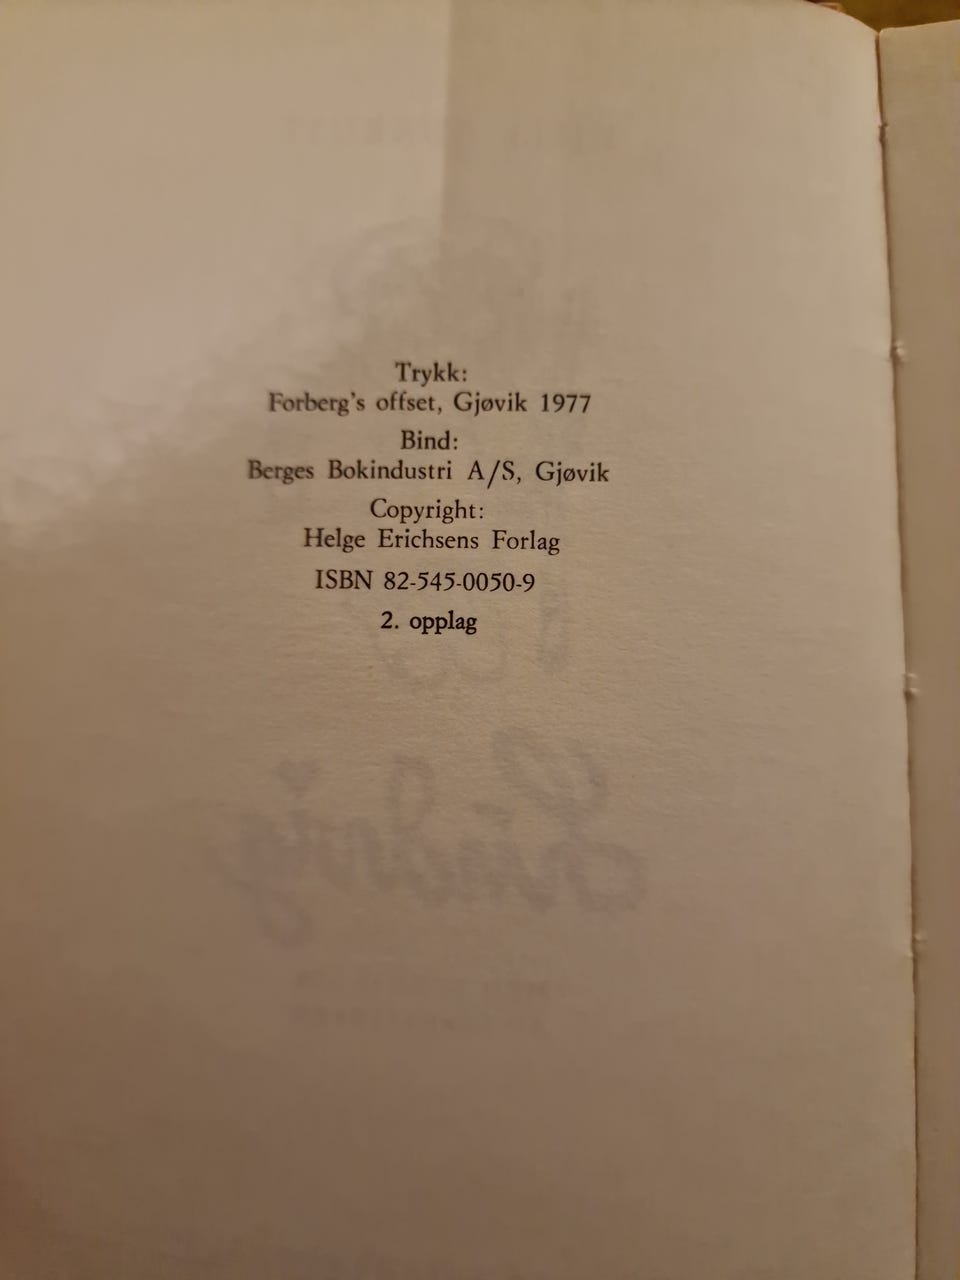 Trykk:
Forberg's offset, Gjøvik 1977
Bind:
Berges Bokindustri A/S, Gjøvik
Copyright:
Helge Erichsens Forlag
ISBN 82-545-0050-9
2. opplag
Ludvig